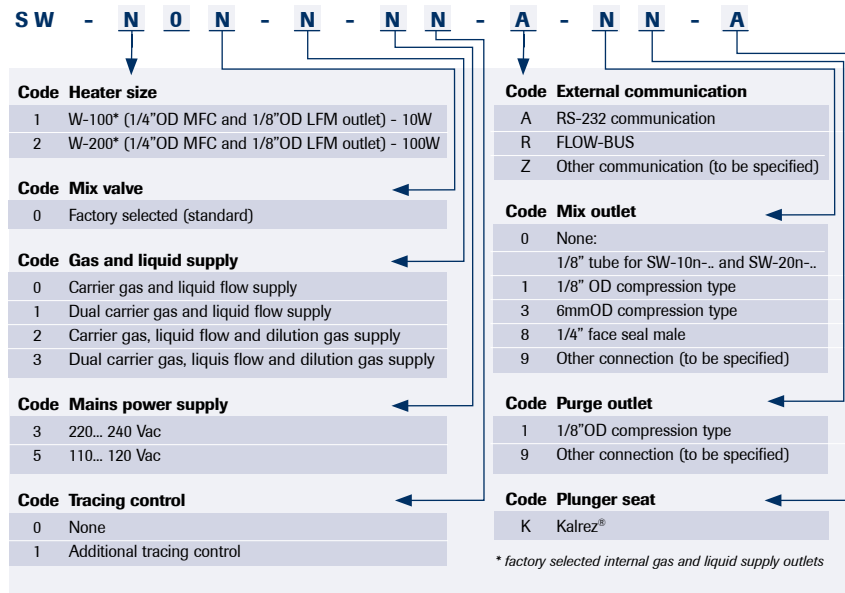 SW - N 0 N - N - N N - A - N N - A
Code Heater size
1 W-100* (1/4"OD MFC and 1/8"OD LFM outlet) - 10W
2 W-200* (1/4"OD MFC and 1/8"OD LFM outlet) - 100W
Code Mix valve
0 Factory selected (standard)
Code Gas and liquid supply
0 Carrier gas and liquid flow supply
1 Dual carrier gas and liquid flow supply
2 Carrier gas, liquid flow and dilution gas supply
3 Dual carrier gas, liquis flow and dilution gas supply
Code Mains power supply
3 220... 240 Vac
5 110... 120 Vac
Code Tracing control
0 None
1 Additional tracing control
Code External communication
A RS-232 communication
R FLOW-BUS
Z Other communication (to be specified)
Code Mix outlet
0 None:
1/8" tube for SW-10n-.. and SW-20n-..
1 1/8" OD compression type
3 6mmOD compression type
8 1/4" face seal male
9 Other connection (to be specified)
Code Purge outlet
1 1/8"OD compression type
9 Other connection (to be specified)
Code Plunger seat
K Kalrez®
* factory selected internal gas and liquid supply outlets